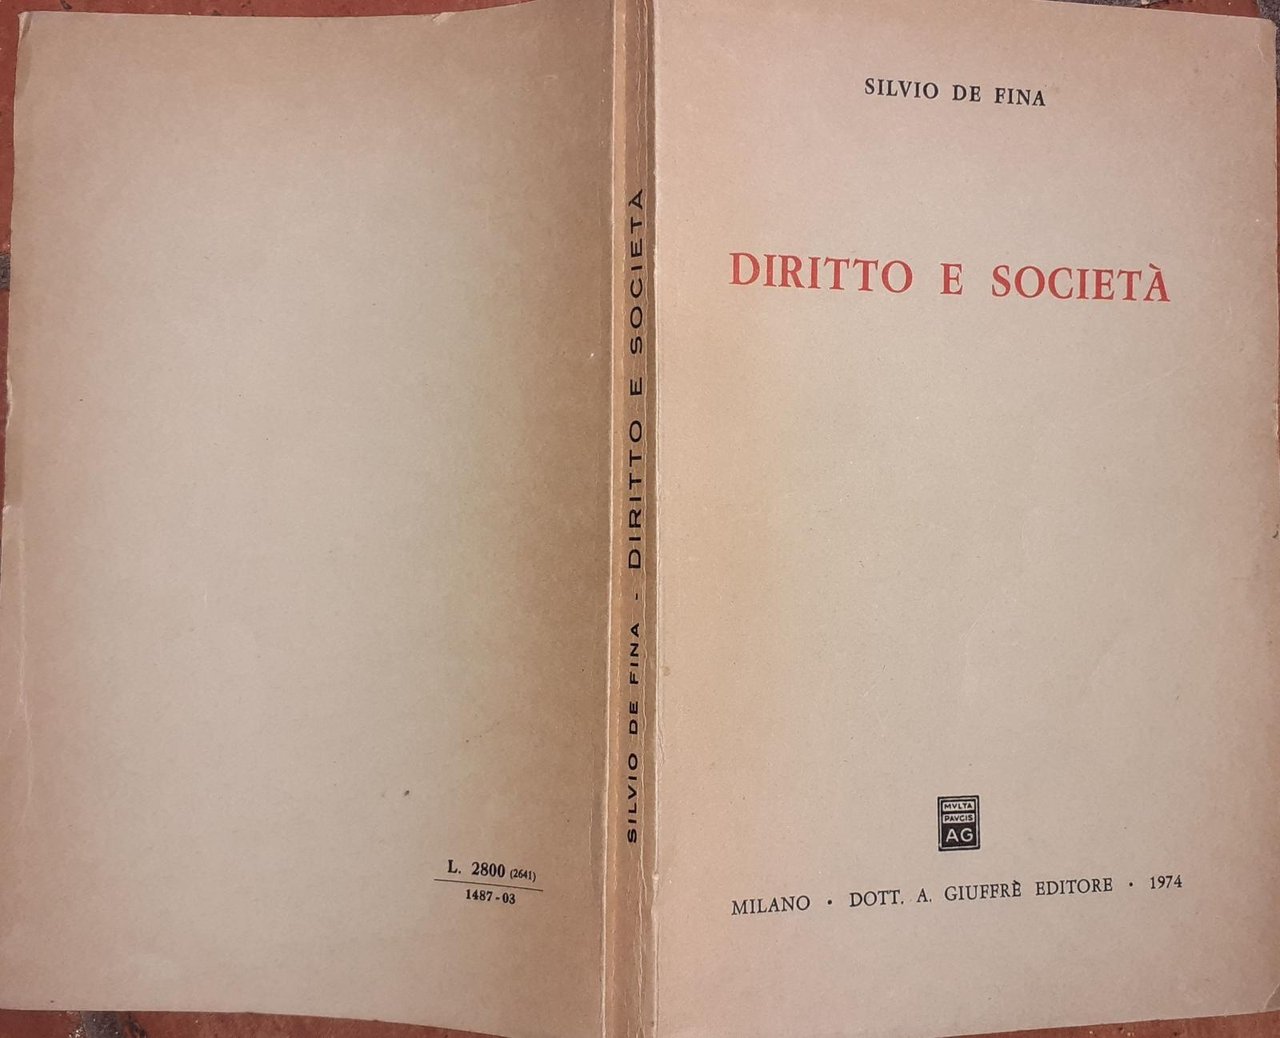 SILVIO DE FINA
DIRITTO E SOCIETÀ
MVLTA
PAVCIS
AG
MILANO • DOTT. A. GIUFFRÈ EDITORE • 1974
SILVIO DE FINA - DIRITTO E SOCIETÀ
L. 2800 (2641)
1487-03